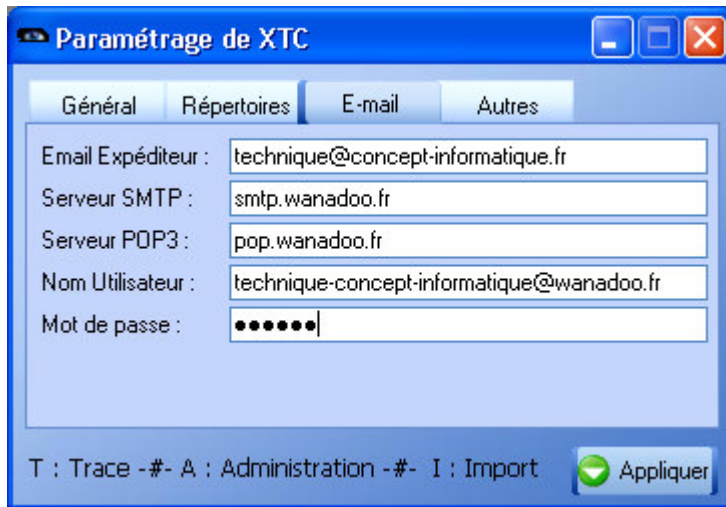 Paramétrage de XTC
Général Répertoires E-mail Autres
Email Expéditeur : technique@concept-informatique.fr
Serveur SMTP : smtp.wanadoo.fr
Serveur POP3 : pop.wanadoo.fr
Nom Utilisateur : technique-concept-informatique@wanadoo.fr
Mot de passe : ●●●●●●
T : Trace -#- A : Administration -#- I : Import Appliquer